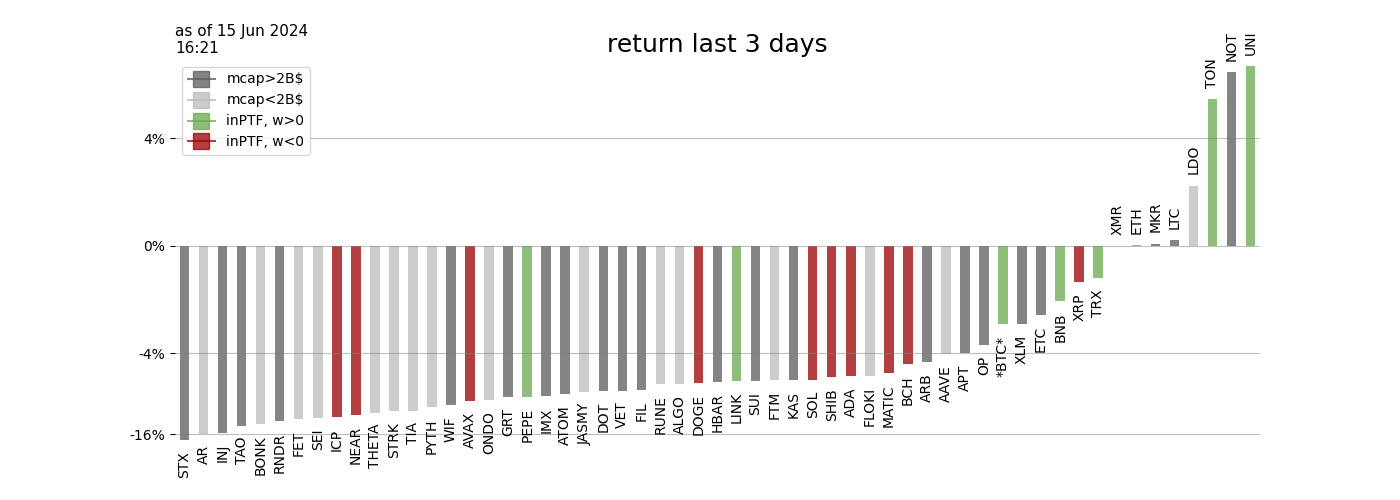 as of 15 Jun 2024
16:21
return last 3 days
mcap>2B$
mcap<2B$
inPTF, w>0
inPTF, w<0
4%
0%
-4%
-16%
STX
AR
INJ
TAO
BONK
RNDR
FET
SEI
ICP
NEAR
THETA
STRK
TIA
PYTH
WIF
AVAX
ONDO
GRT
PEPE
IMX
ATOM
JASMY
DOT
VET
FIL
RUNE
ALGO
DOGE
HBAR
LINK
SUI
FTM
KAS
SOL
SHIB
ADA
FLOKI
MATIC
BCH
ARB
AAVE
APT
OP
*BTC*
XLM
ETC
BNB
XRP
TRX
XMR
ETH
MKR
LTC
LDO
TON
NOT
UNI